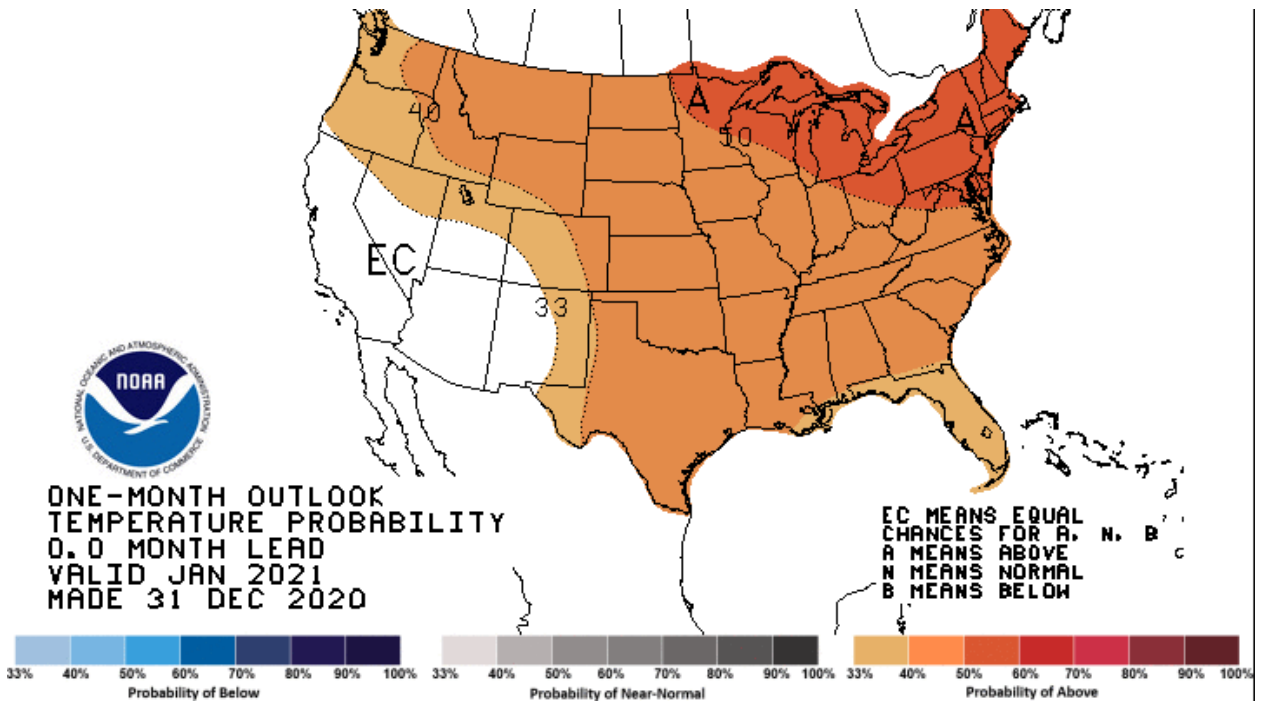 A
A
40
50
EC
33
NATIONAL OCEANIC AND ATMOSPHERIC ADMINISTRATION
NOAA
U.S. DEPARTMENT OF COMMERCE
ONE-MONTH OUTLOOK
TEMPERATURE PROBABILITY
0.0 MONTH LEAD
VALID JAN 2021
MADE 31 DEC 2020
EC MEANS EQUAL
CHANCES FOR A, N, B
A MEANS ABOVE
N MEANS NORMAL
B MEANS BELOW
C
33% 40% 50% 60% 70% 80% 90% 100%
Probability of Below
33% 40% 50% 60% 70% 80% 90% 100%
Probability of Near-Normal
33% 40% 50% 60% 70% 80% 90% 100%
Probability of Above